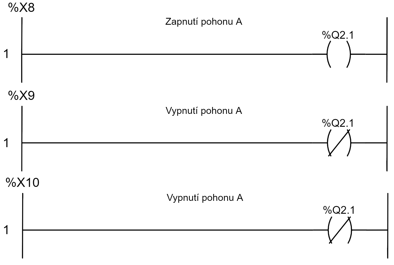 %X8
Zapnutí pohonu A
%Q2.1
1
%X9
Vypnutí pohonu A
%Q2.1
1
%X10
Vypnutí pohonu A
%Q2.1
1